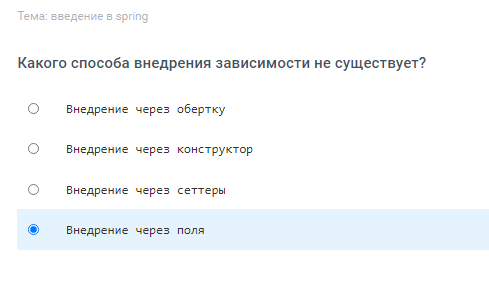 Тема: введение в spring
Какого способа внедрения зависимости не существует?
Внедрение через обертку
Внедрение через конструктор
Внедрение через сеттеры
Внедрение через поля